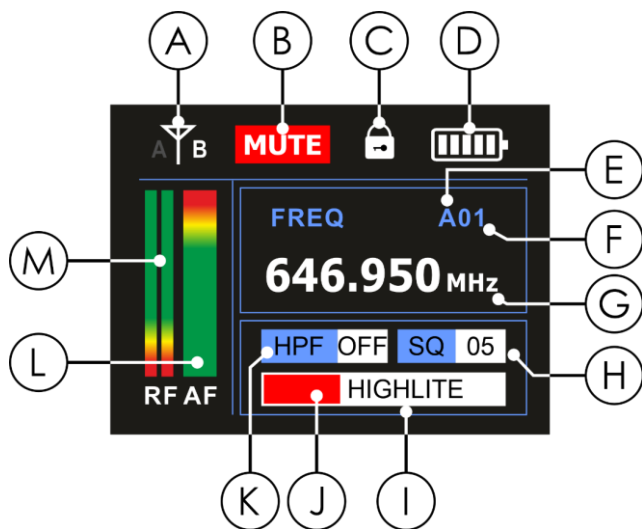 A B C D
A B MUTE
E
FREQ A01
F
M
646.950 MHz
G
HPF OFF SQ 05
H
L
RF AF HIGHLITE
K J I